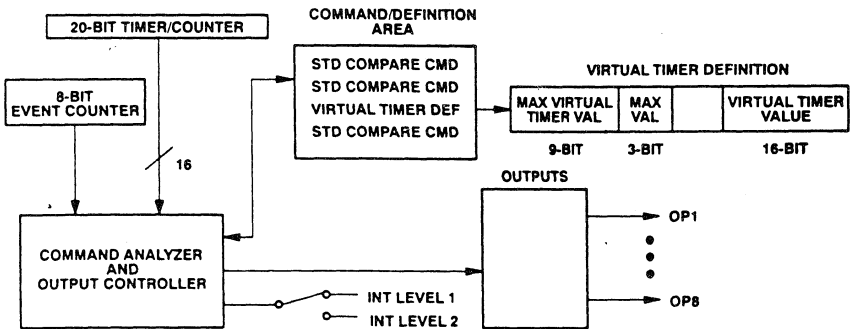 20-BIT TIMER/COUNTER
8-BIT
EVENT COUNTER
16
COMMAND/DEFINITION
AREA
STD COMPARE CMD
STD COMPARE CMD
VIRTUAL TIMER DEF
STD COMPARE CMD
VIRTUAL TIMER DEFINITION
MAX VIRTUAL
TIMER VAL
MAX
VAL
VIRTUAL TIMER
VALUE
9-BIT
3-BIT
16-BIT
COMMAND ANALYZER
AND
OUTPUT CONTROLLER
INT LEVEL 1
INT LEVEL 2
OUTPUTS
OP1
OP8